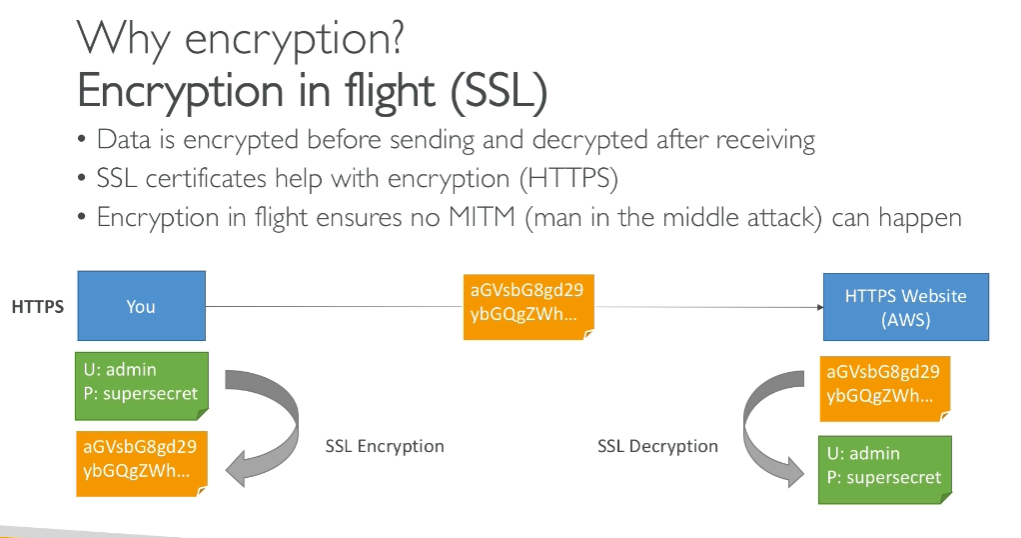 Why encryption?
Encryption in flight (SSL)
• Data is encrypted before sending and decrypted after receiving
• SSL certificates help with encryption (HTTPS)
• Encryption in flight ensures no MITM (man in the middle attack) can happen
HTTPS
You
aGVsbG8gd29
ybGQgZWh...
HTTPS Website
(AWS)
U: admin
P: supersecret
aGVsbG8gd29
ybGQgZWh...
SSL Encryption
SSL Decryption
aGVsbG8gd29
ybGQgZWh...
U: admin
P: supersecret